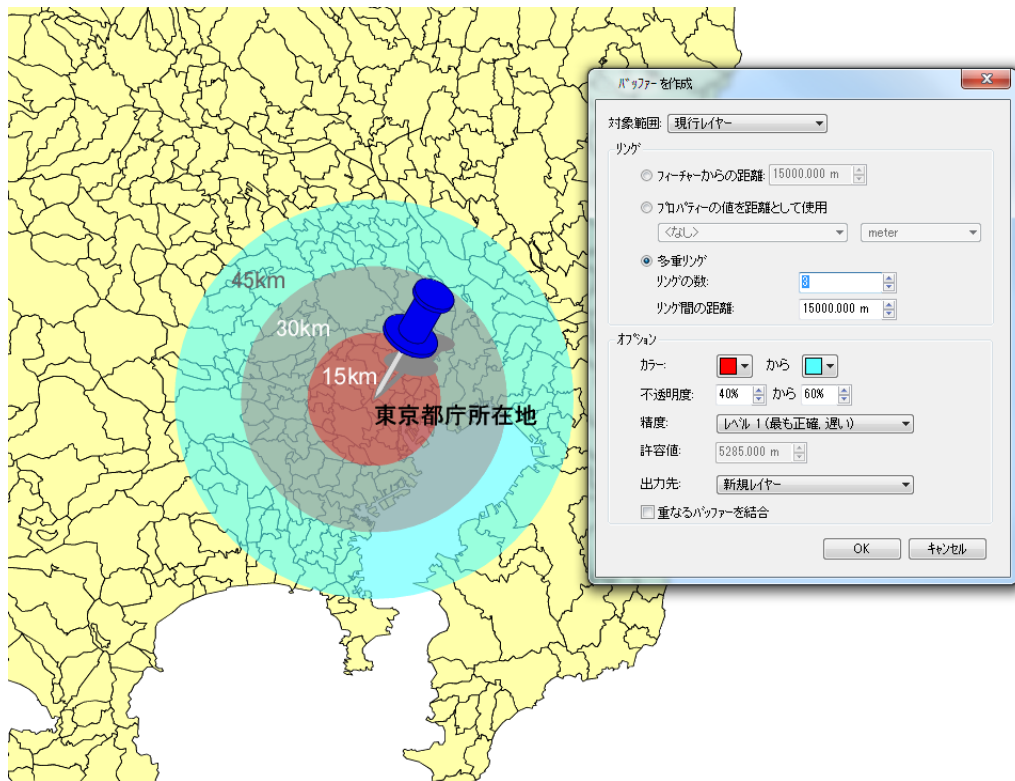 45km
30km
15km
東京都庁所在地
バッファーを作成
対象範囲: 現行レイヤー
リング
フィーチャーからの距離: 15000.000 m
プロパティーの値を距離として使用
<なし> meter
多重リング
リングの数: 3
リング間の距離: 15000.000 m
オプション
カラー: から
不透明度: 40% から 60%
精度: レベル 1 (最も正確, 遅い)
許容値: 5285.000 m
出力先: 新規レイヤー
重なるバッファーを結合
OK キャンセル